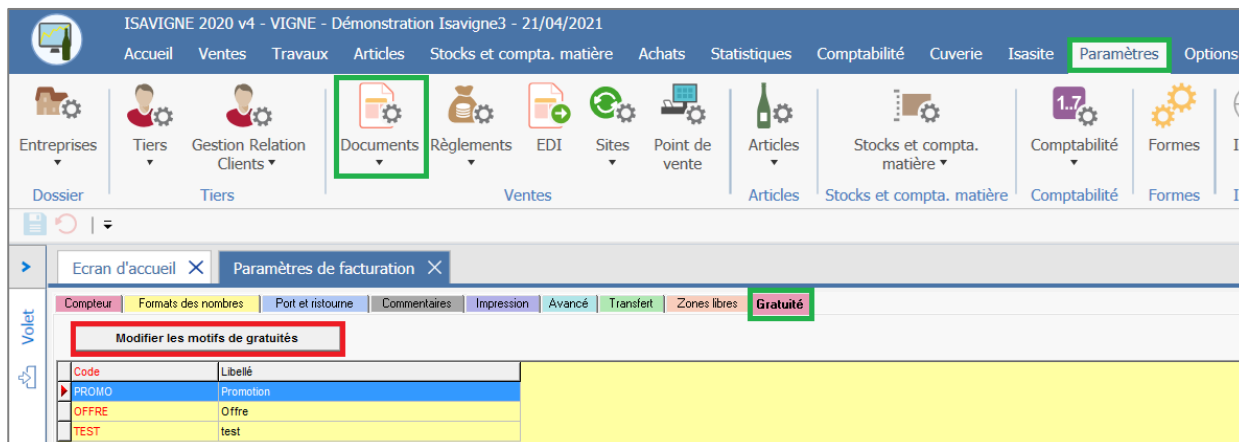 ISAVIGNE 2020 v4 - VIGNE - Démonstration Isavigne3 - 21/04/2021
Accueil Ventes Travaux Articles Stocks et compta. matière Achats Statistiques Comptabilité Cuverie Isasite Paramètres Options
Entreprises Tiers Gestion Relation Clients Documents Règlements EDI Sites Point de vente Articles Stocks et compta. matière Comptabilité Formes
1..7
Dossier Tiers Ventes Articles Stocks et compta. matière Comptabilité Formes
Ecran d'accueil Paramètres de facturation
Compteur Formats des nombres Port et ristourne Commentaires Impression Avancé Transfert Zones libres Gratuité
Volet
Modifier les motifs de gratuités
Code Libellé
PROMO Promotion
OFFRE Offre
TEST test